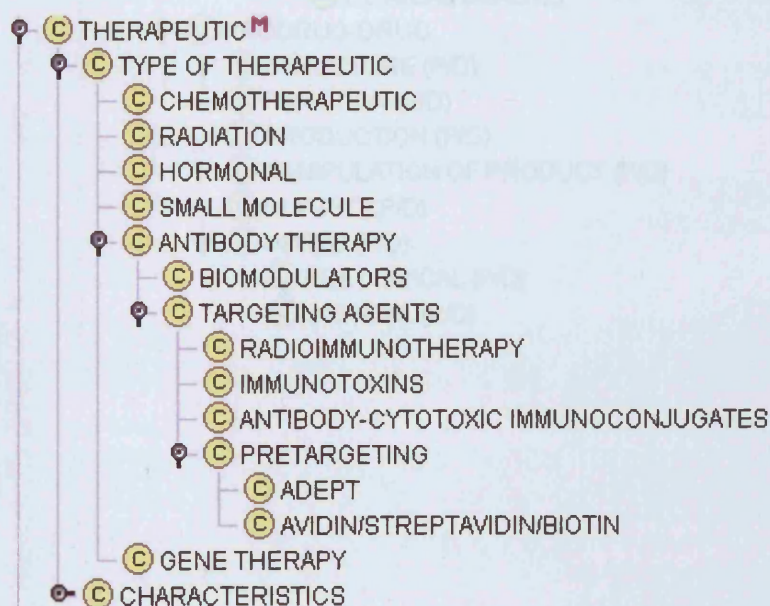 C THERAPEUTIC M
C TYPE OF THERAPEUTIC
C CHEMOTHERAPEUTIC
C RADIATION
C HORMONAL
C SMALL MOLECULE
C ANTIBODY THERAPY
C BIOMODULATORS
C TARGETING AGENTS
C RADIOIMMUNOTHERAPY
C IMMUNOTOXINS
C ANTIBODY-CYTOTOXIC IMMUNOCONJUGATES
C PRETARGETING
C ADEPT
C AVIDIN/STREPTAVIDIN/BIOTIN
C GENE THERAPY
C CHARACTERISTICS